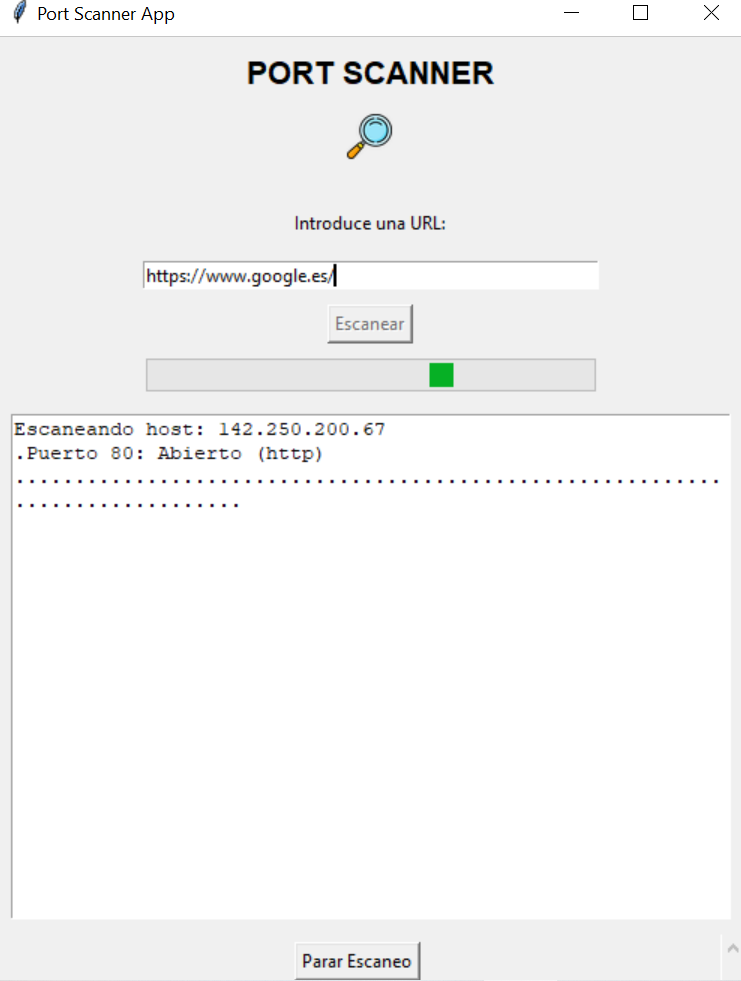 Port Scanner App
PORT SCANNER
Introduce una URL:
https://www.google.es/
Escanear
Escaneando host: 142.250.200.67
.Puerto 80: Abierto (http)
...........................................................
...................
Parar Escaneo